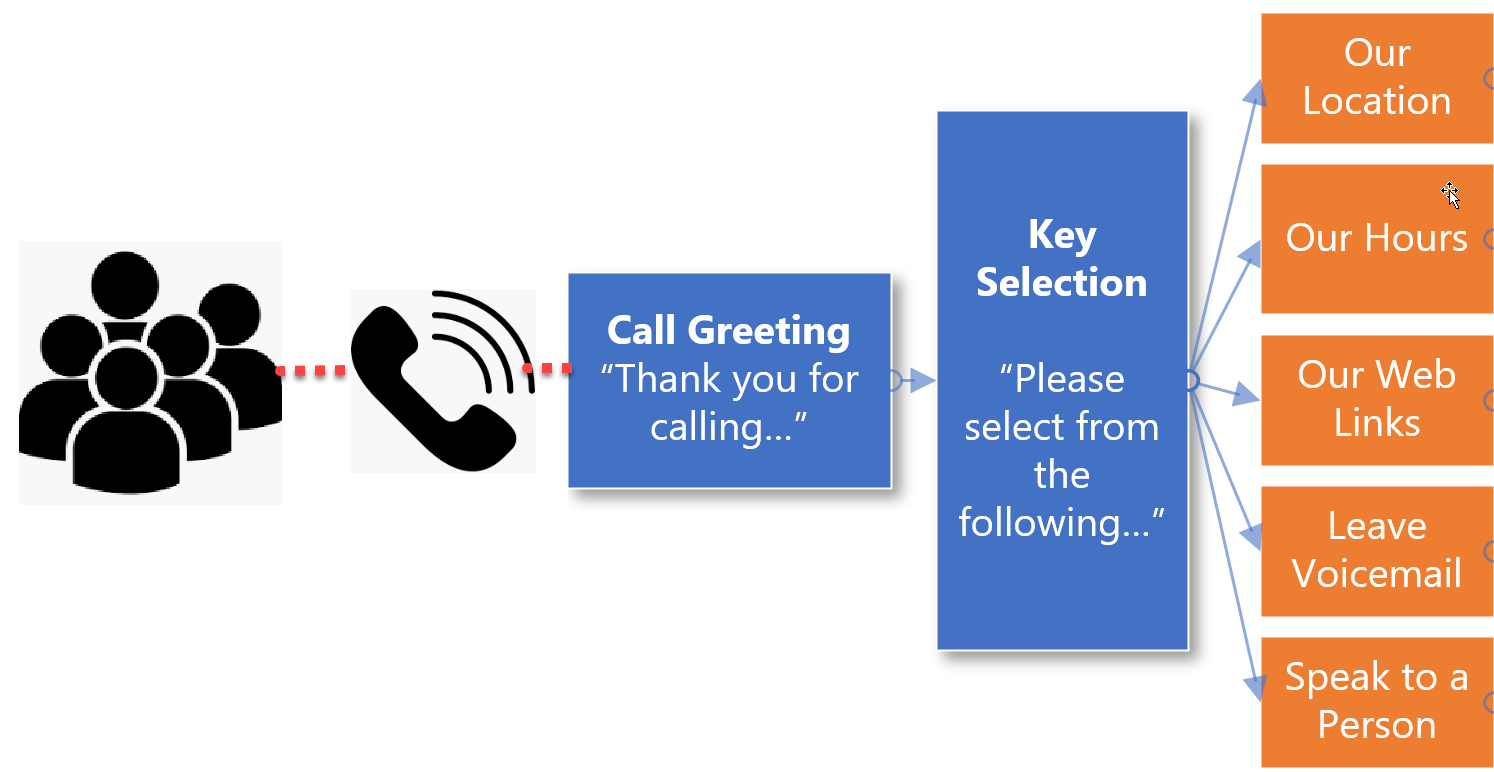 Call Greeting
“Thank you for
calling...”
Key
Selection
“Please
select from
the
following...”
Our
Location
Our Hours
Our Web
Links
Leave
Voicemail
Speak to a
Person